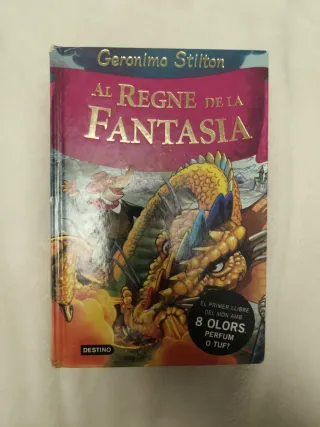 Geronimo Stilton
AL REGNE DE LA
FANTASIA
EL PRIMER LLIBRE
DEL MÓN AMB
8 OLORS
PERFUM
O TUF?
DESTINO